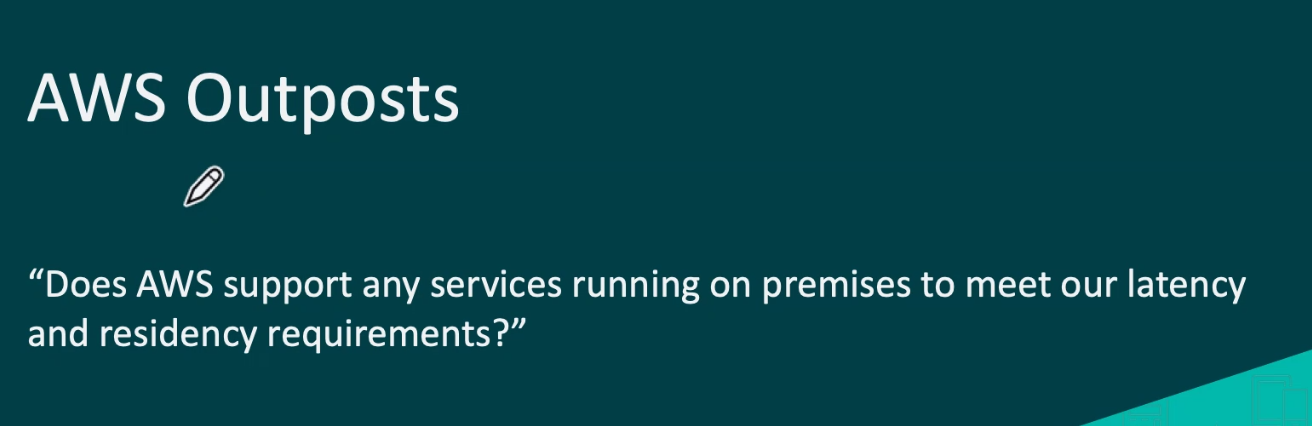 AWS Outposts
“Does AWS support any services running on premises to meet our latency
and residency requirements?”